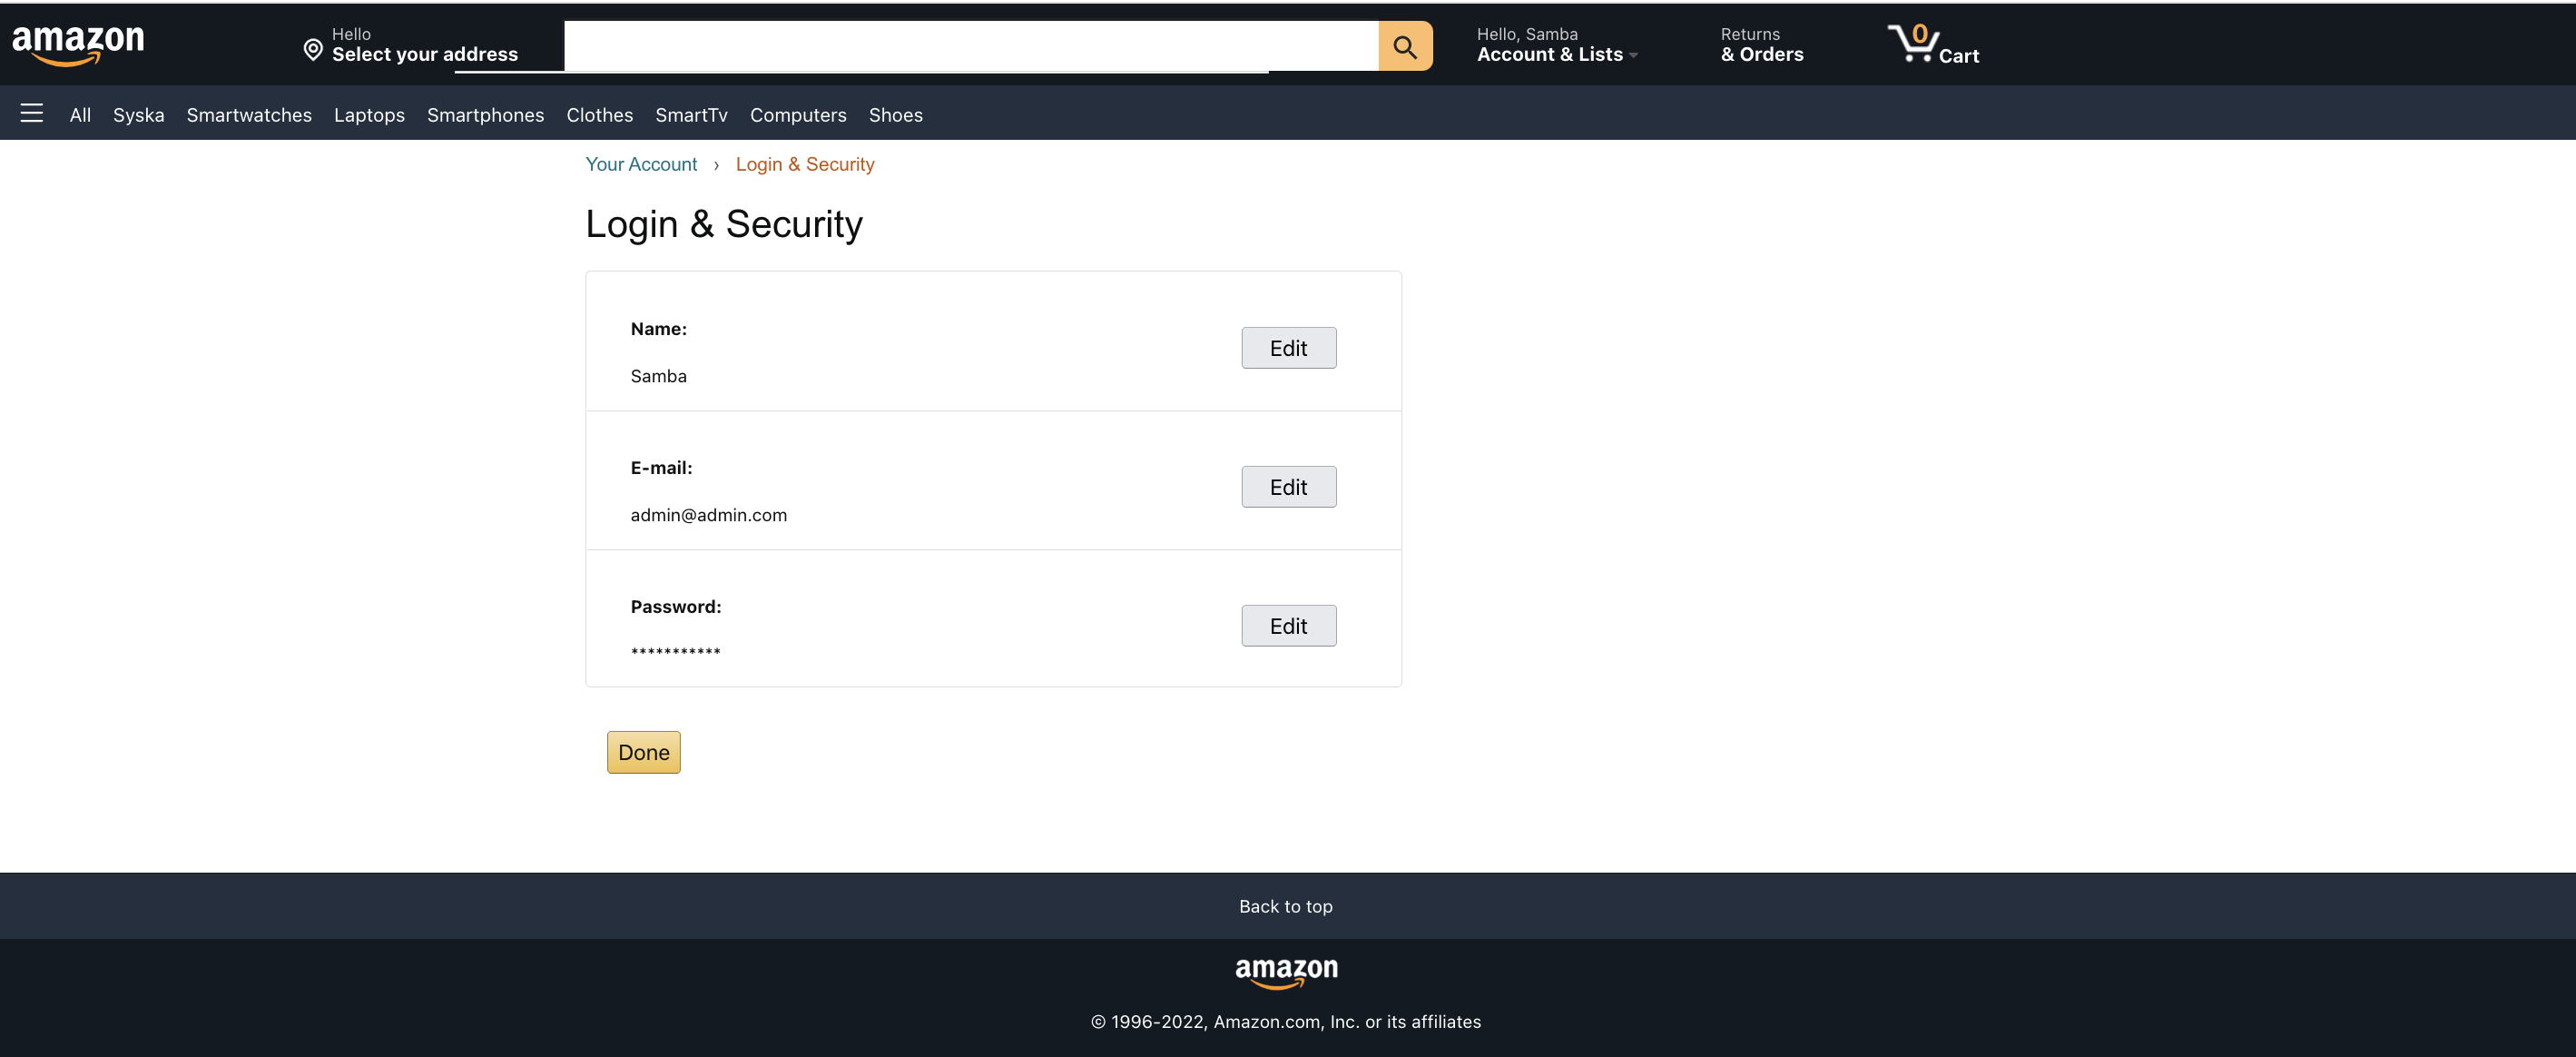 amazon
Hello
Select your address
Hello, Samba
Account & Lists
Returns
& Orders
0
Cart
All Syska Smartwatches Laptops Smartphones Clothes SmartTv Computers Shoes
Your Account › Login & Security
Login & Security
Name:
Samba
Edit
E-mail:
admin@admin.com
Edit
Password:
***********
Edit
Done
Back to top
amazon
© 1996-2022, Amazon.com, Inc. or its affiliates